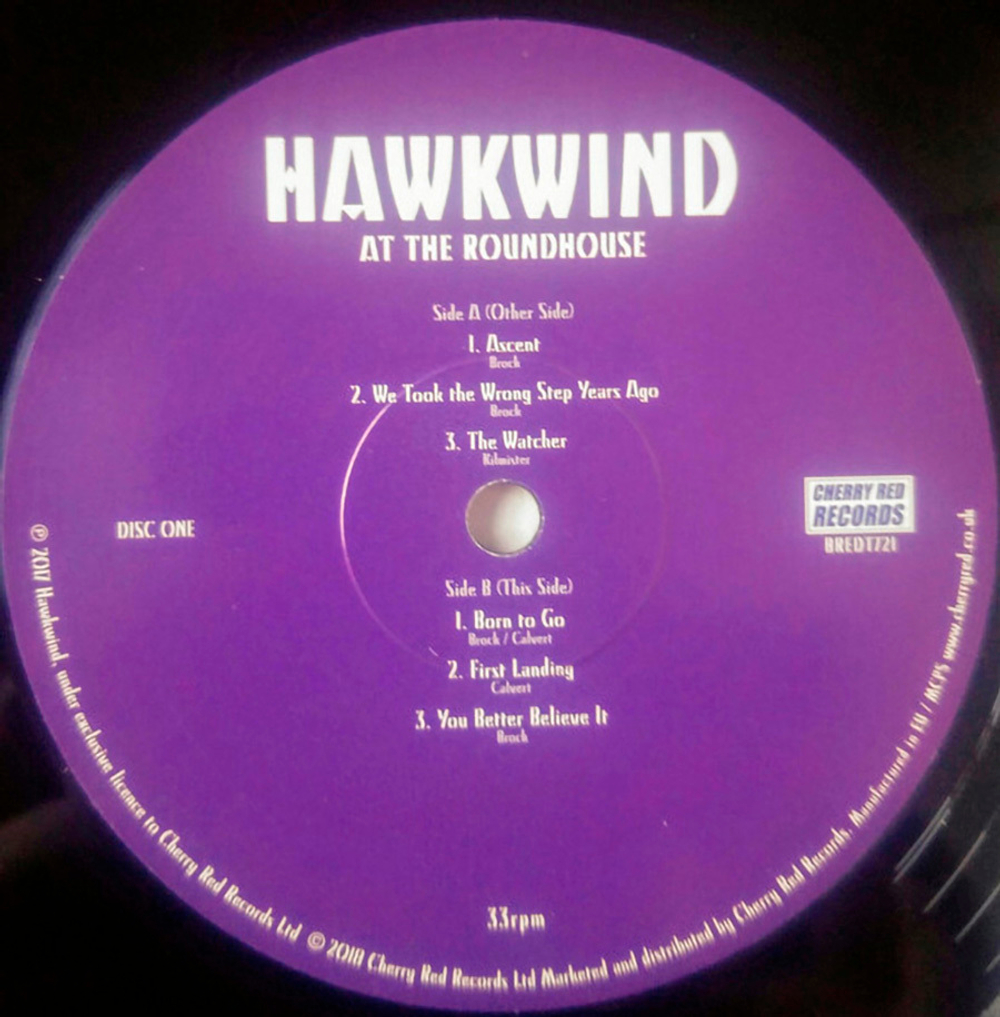 HAWKWIND
AT THE ROUNDHOUSE
Side A (Other Side)
1. Ascent
Brock
2. We Took the Wrong Step Years Ago
Brock
3. The Watcher
Kilmister
DISC ONE
CHERRY RED
RECORDS
BREDT721
Side B (This Side)
1. Born to Go
Brock / Calvert
2. First Landing
Calvert
3. You Better Believe It
Brock
33rpm
℗ 2017 Hawkwind, under exclusive licence to Cherry Red Records Ltd © 2018 Cherry Red Records Ltd Marketed and distributed by Cherry Red Records. Manufactured in EU / MCPS www.cherryred.co.uk